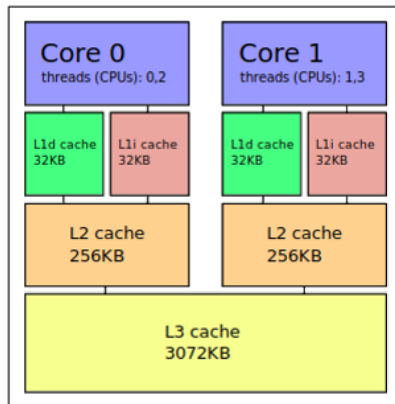 Core 0
threads (CPUs): 0,2
Core 1
threads (CPUs): 1,3
L1d cache
32KB
L1i cache
32KB
L1d cache
32KB
L1i cache
32KB
L2 cache
256KB
L2 cache
256KB
L3 cache
3072KB